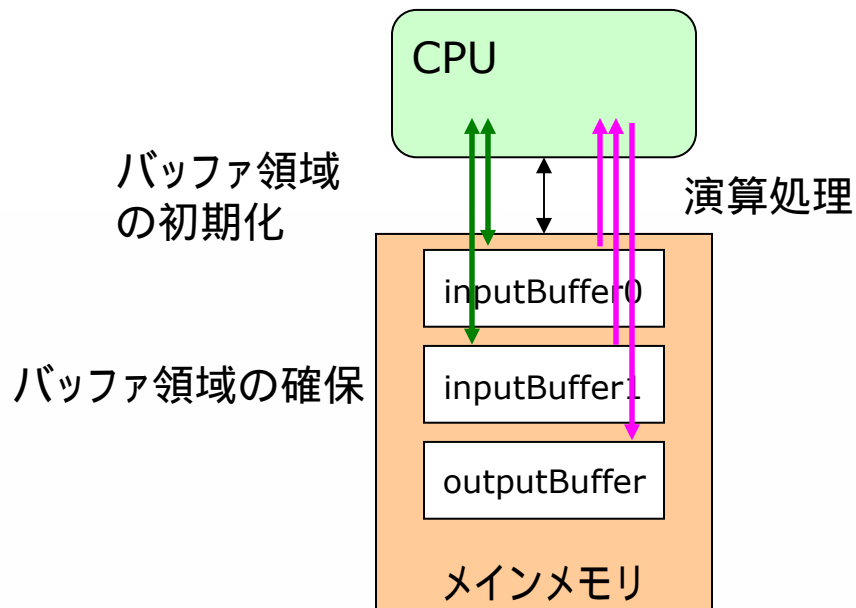 CPU
バッファ領域
の初期化
演算処理
inputBuffer0
バッファ領域の確保
inputBuffer1
outputBuffer
メインメモリ